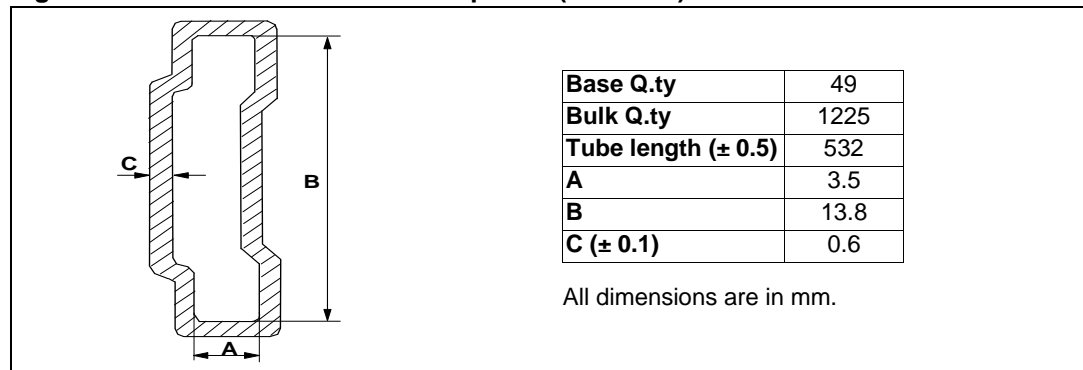 C
B
A
Base Q.ty 49
Bulk Q.ty 1225
Tube length (± 0.5) 532
A 3.5
B 13.8
C (± 0.1) 0.6
All dimensions are in mm.